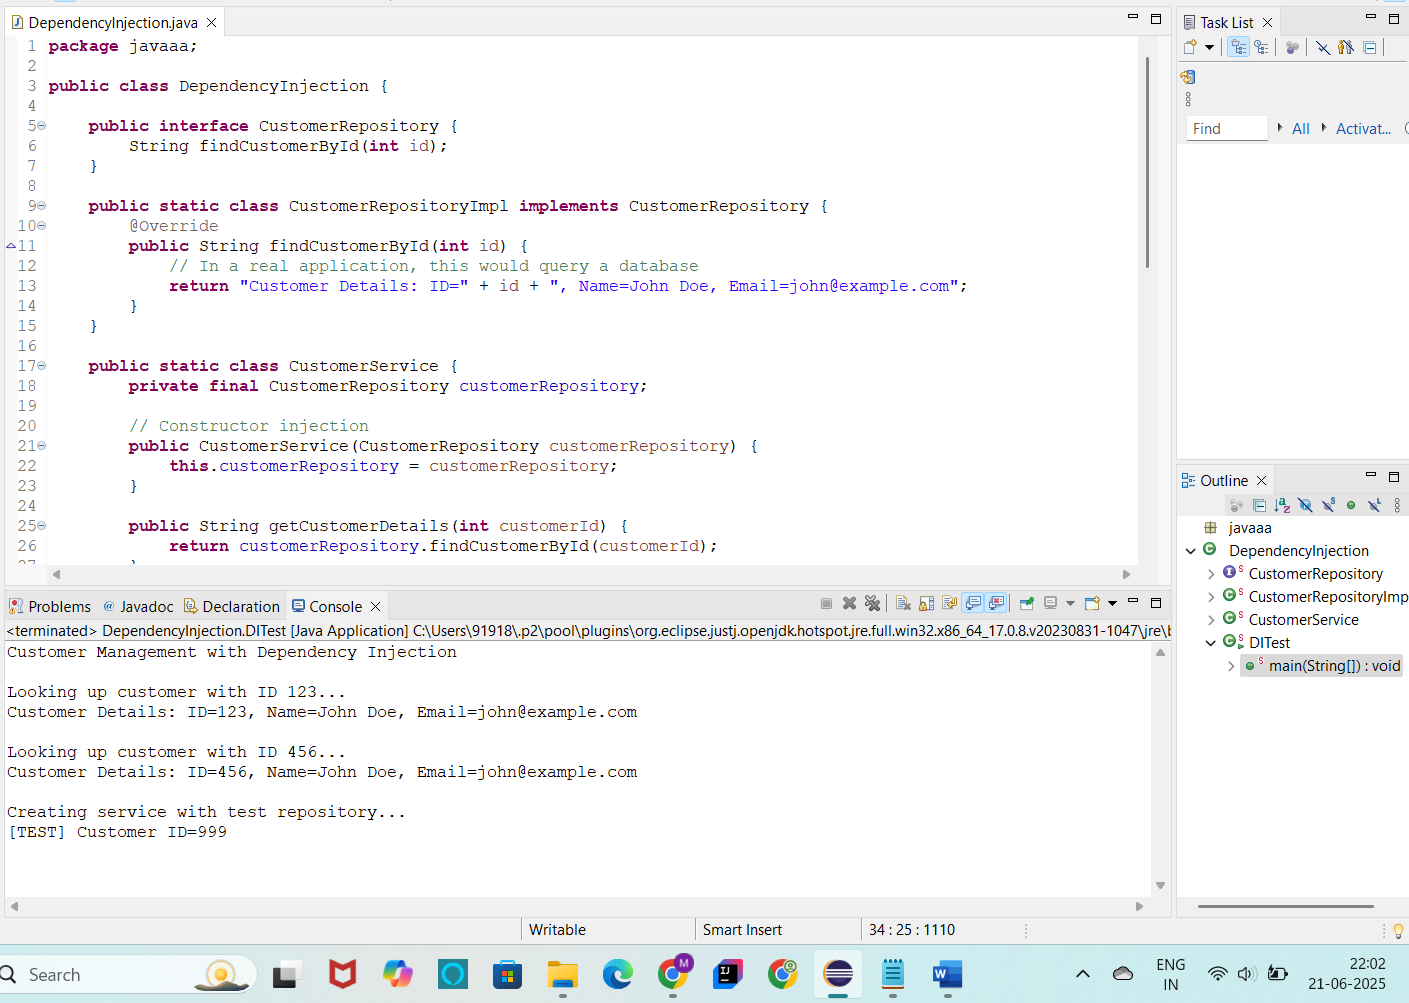 DependencyInjection.java
1 package javaaa;
2
3 public class DependencyInjection {
4
5 public interface CustomerRepository {
6 String findCustomerById(int id);
7 }
8
9 public static class CustomerRepositoryImpl implements CustomerRepository {
10 @Override
11 public String findCustomerById(int id) {
12 // In a real application, this would query a database
13 return "Customer Details: ID=" + id + ", Name=John Doe, Email=john@example.com";
14 }
15 }
16
17 public static class CustomerService {
18 private final CustomerRepository customerRepository;
19
20 // Constructor injection
21 public CustomerService(CustomerRepository customerRepository) {
22 this.customerRepository = customerRepository;
23 }
24
25 public String getCustomerDetails(int customerId) {
26 return customerRepository.findCustomerById(customerId);
27 }
Task List
Find All Activat...
Outline
javaaa
DependencyInjection
CustomerRepository
CustomerRepositoryImp
CustomerService
DITest
main(String[]) : void
Problems @ Javadoc Declaration Console
<terminated> DependencyInjection.DITest [Java Application] C:\Users\91918\.p2\pool\plugins\org.eclipse.justj.openjdk.hotspot.jre.full.win32.x86_64_17.0.8.v20230831-1047\jre\b
Customer Management with Dependency Injection
Looking up customer with ID 123...
Customer Details: ID=123, Name=John Doe, Email=john@example.com
Looking up customer with ID 456...
Customer Details: ID=456, Name=John Doe, Email=john@example.com
Creating service with test repository...
[TEST] Customer ID=999
Writable Smart Insert 34 : 25 : 1110
Search
ENG
IN
22:02
21-06-2025